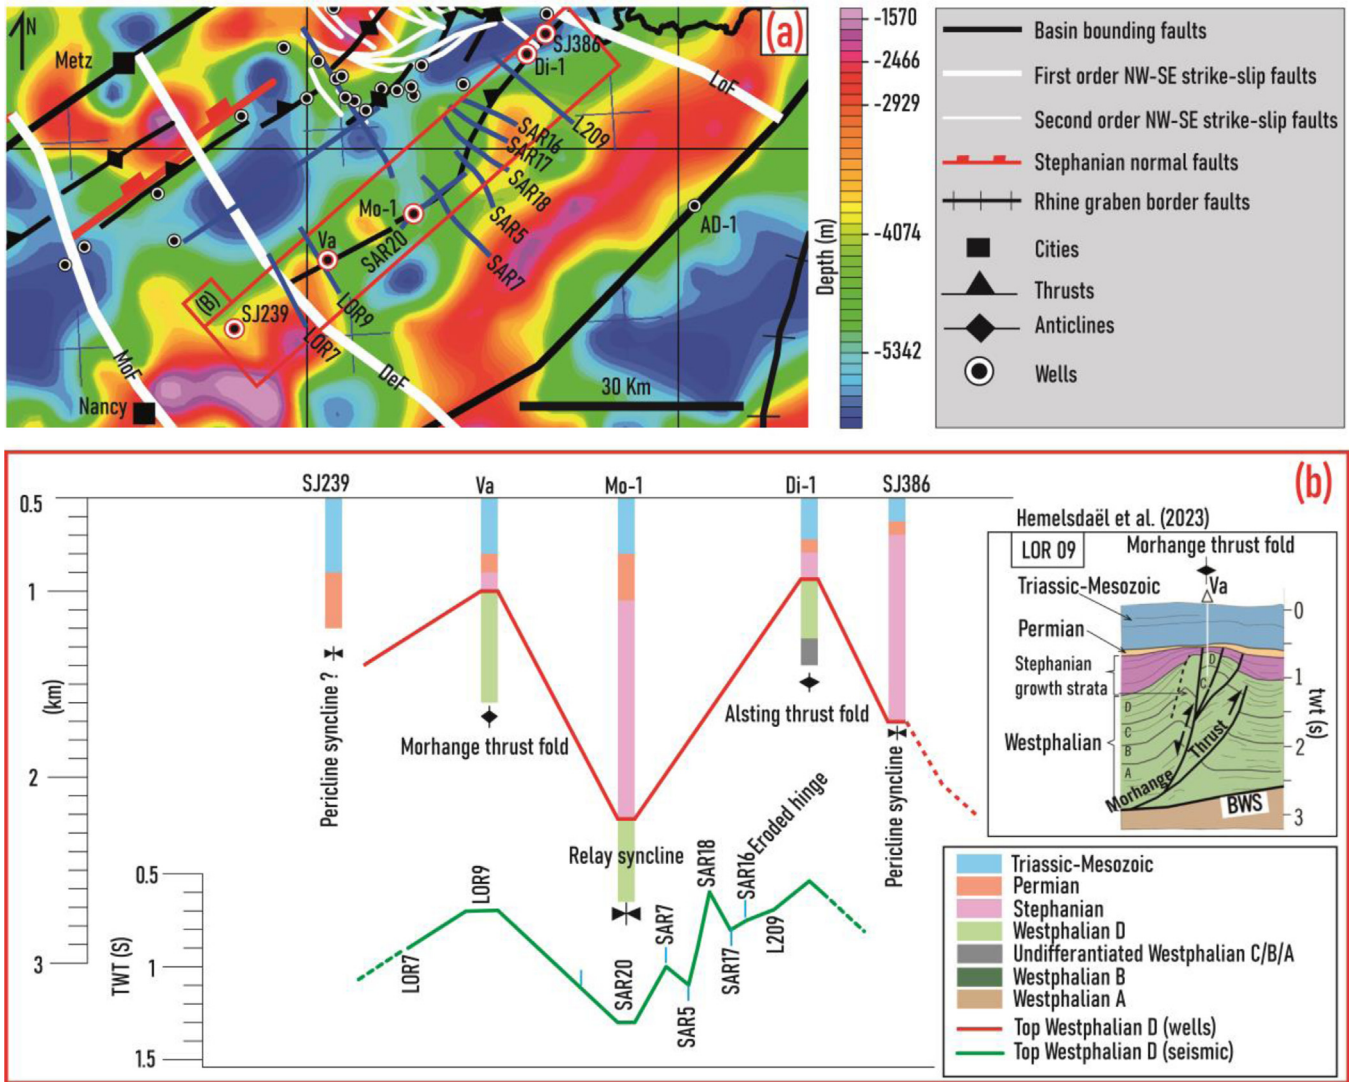 N
(a)
Metz
SJ386
Di-1
LoF
L209
SAR16
SAR17
SAR18
SAR5
SAR7
Mo-1
SAR20
Va
AD-1
(B)
SJ239
LOR9
LOR7
MoF
DeF
Nancy
30 Km
Depth (m)
-1570
-2466
-2929
-4074
-5342
Basin bounding faults
First order NW-SE strike-slip faults
Second order NW-SE strike-slip faults
Stephanian normal faults
Rhine graben border faults
Cities
Thrusts
Anticlines
Wells
(b)
SJ239
Va
Mo-1
Di-1
SJ386
0.5
1
2
3
(km)
Pericline syncline ?
Morhange thrust fold
Relay syncline
Alsting thrust fold
Pericline syncline
Eroded hinge
0.5
1
1.5
TWT (S)
LOR7
LOR9
SAR20
SAR7
SAR5
SAR18
SAR17
SAR16
L209
Hemelsdaël et al. (2023)
LOR 09
Morhange thrust fold
Va
Triassic-Mesozoic
Permian
Stephanian
growth strata
Westphalian
D
C
B
A
D
C
Morhange Thrust
BWS
0
1
2
3
twt (s)
Triassic-Mesozoic
Permian
Stephanian
Westphalian D
Undifferantiated Westphalian C/B/A
Westphalian B
Westphalian A
Top Westphalian D (wells)
Top Westphalian D (seismic)